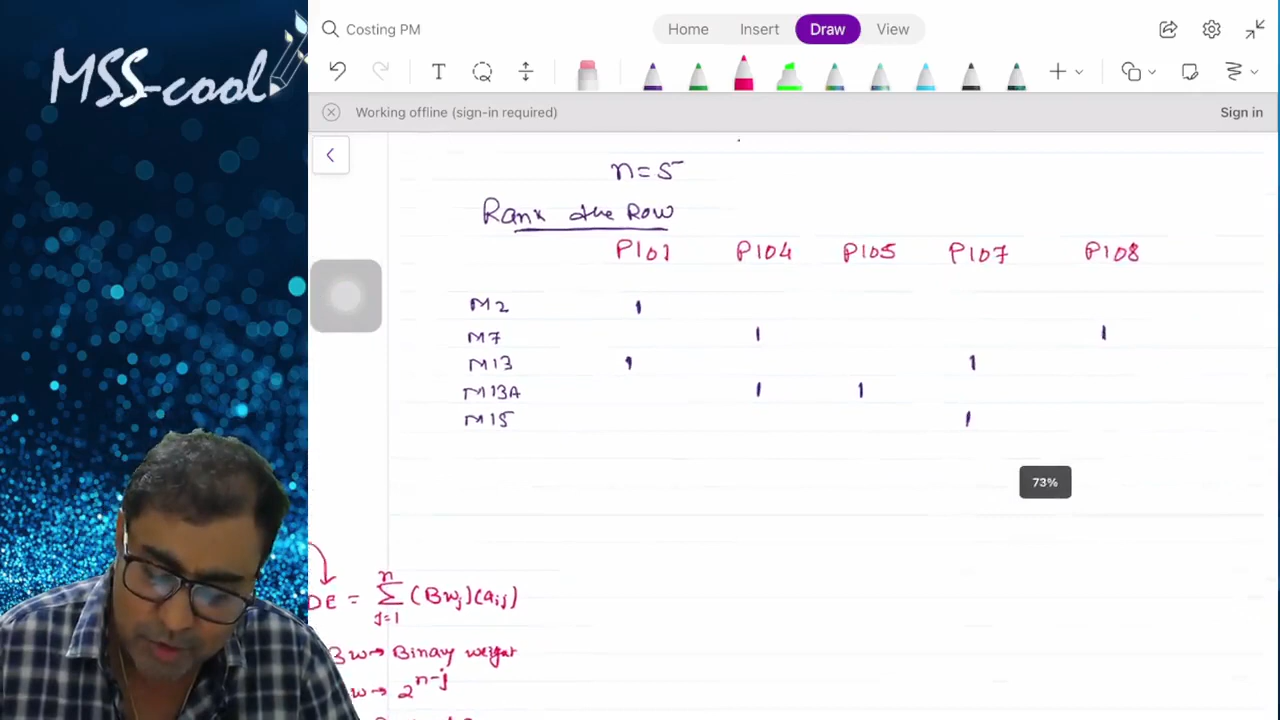 MSS-cool
Costing PM
Home Insert Draw View
Working offline (sign-in required)
Sign in
n=5
Rank the Row
P101 P104 P105 P107 P108
M2 1
M7 1 1
M13 1 1
M13A 1 1
M15 1
73%
DE = n Σ j=1 (Bwj)(aij)
Bw→ Binary weight
w→ 2^n-j